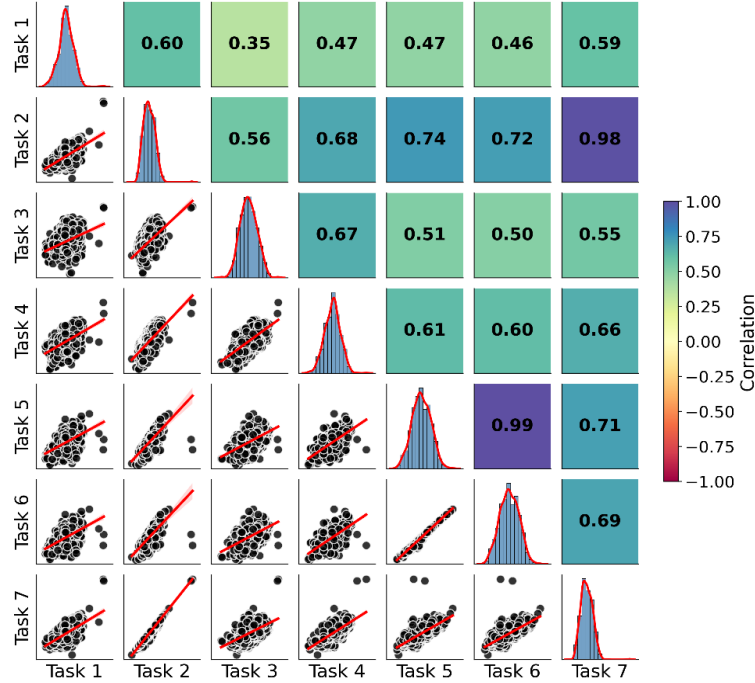 Task 1
0.60 0.35 0.47 0.47 0.46 0.59
Task 2
0.56 0.68 0.74 0.72 0.98
Task 3
0.67 0.51 0.50 0.55
Task 4
0.61 0.60 0.66
Task 5
0.99 0.71
Task 6
0.69
Task 7
Task 1 Task 2 Task 3 Task 4 Task 5 Task 6 Task 7
1.00
0.75
0.50
0.25
0.00
−0.25
−0.50
−0.75
−1.00
Correlation